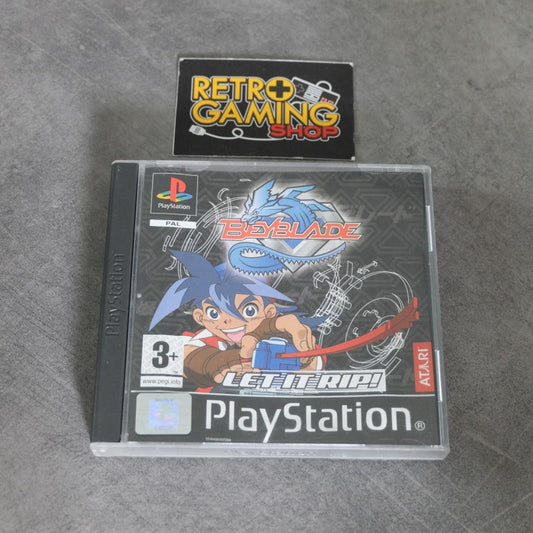 RETRO
GAMING
SHOP
PlayStation
PAL
BEYBLADE
PlayStation
3+
www.pegi.info
LET IT RIP!
ATARI
PlayStation®